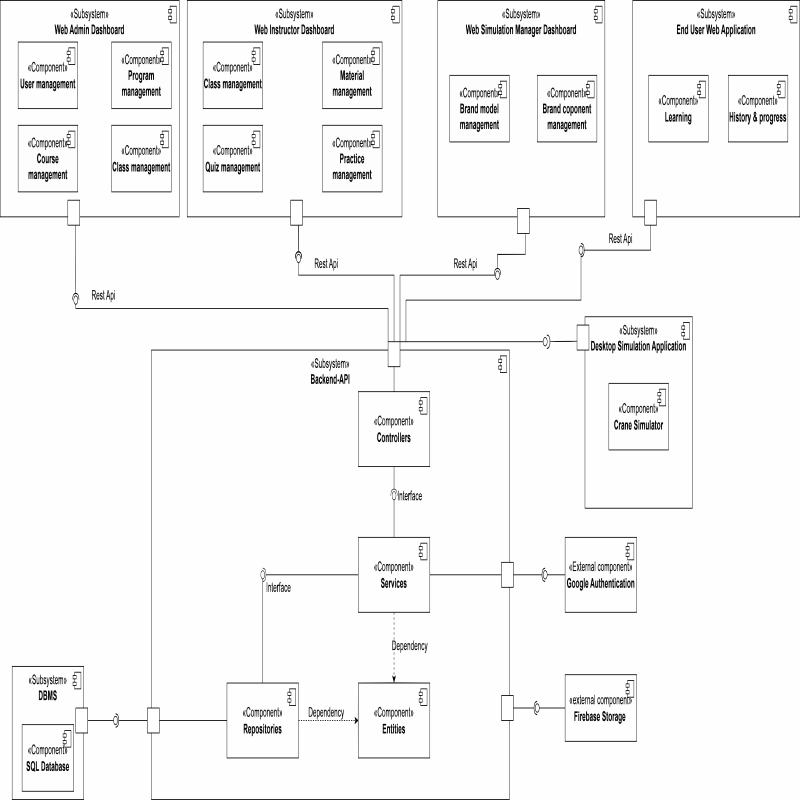 «Subsystem»
Web Admin Dashboard
«Component»
User management
«Component»
Program
management
«Component»
Course
management
«Component»
Class management
«Subsystem»
Web Instructor Dashboard
«Component»
Class management
«Component»
Material
management
«Component»
Quiz management
«Component»
Practice
management
«Subsystem»
Web Simulation Manager Dashboard
«Component»
Brand model
management
«Component»
Brand coponent
management
«Subsystem»
End User Web Application
«Component»
Learning
«Component»
History & progress
Rest Api
Rest Api
Rest Api
Rest Api
«Subsystem»
Desktop Simulation Application
«Component»
Crane Simulator
«Subsystem»
Backend-API
«Component»
Controllers
Interface
«Component»
Services
Interface
Dependency
«Component»
Repositories
Dependency
«Component»
Entities
«External component»
Google Authentication
«external component»
Firebase Storage
«Subsystem»
DBMS
«Component»
SQL Database